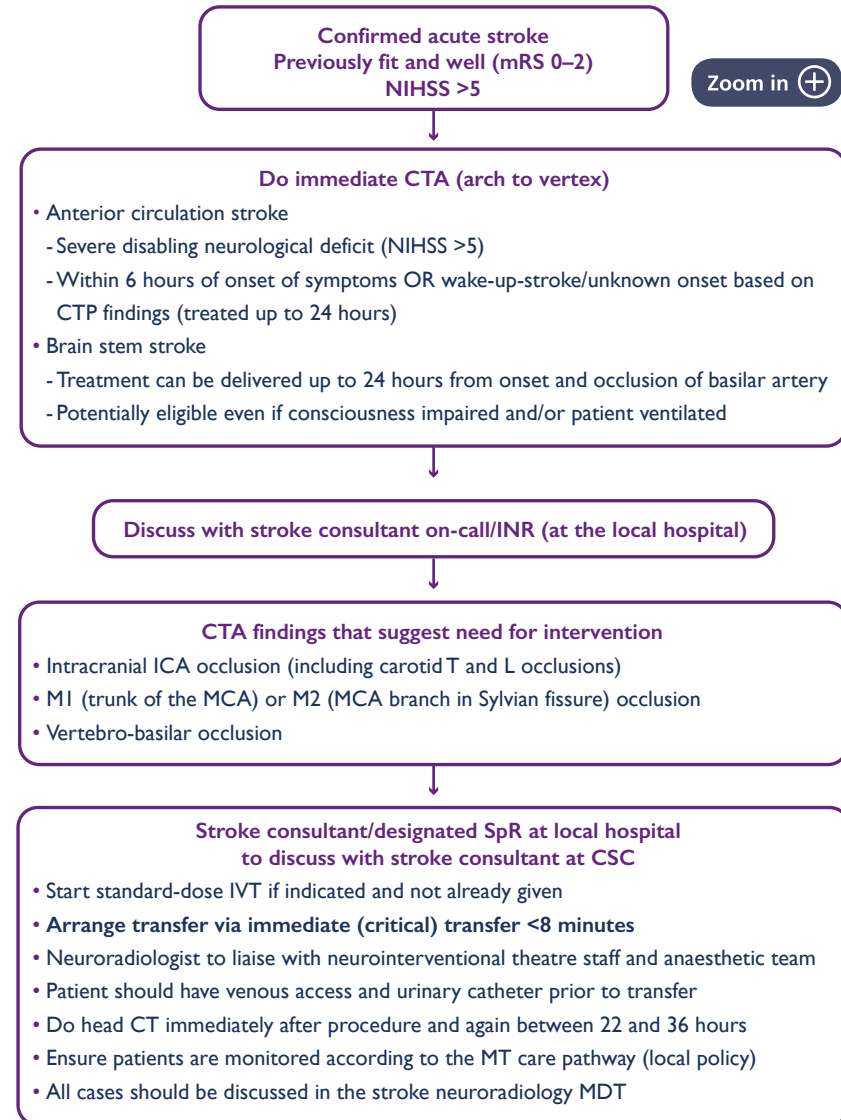 Confirmed acute stroke
Previously fit and well (mRS 0–2)
NIHSS >5
Zoom in
Do immediate CTA (arch to vertex)
• Anterior circulation stroke
- Severe disabling neurological deficit (NIHSS >5)
- Within 6 hours of onset of symptoms OR wake-up-stroke/unknown onset based on
CTP findings (treated up to 24 hours)
• Brain stem stroke
- Treatment can be delivered up to 24 hours from onset and occlusion of basilar artery
- Potentially eligible even if consciousness impaired and/or patient ventilated
Discuss with stroke consultant on-call/INR (at the local hospital)
CTA findings that suggest need for intervention
• Intracranial ICA occlusion (including carotid T and L occlusions)
• M1 (trunk of the MCA) or M2 (MCA branch in Sylvian fissure) occlusion
• Vertebro-basilar occlusion
Stroke consultant/designated SpR at local hospital
to discuss with stroke consultant at CSC
• Start standard-dose IVT if indicated and not already given
• Arrange transfer via immediate (critical) transfer <8 minutes
• Neuroradiologist to liaise with neurointerventional theatre staff and anaesthetic team
• Patient should have venous access and urinary catheter prior to transfer
• Do head CT immediately after procedure and again between 22 and 36 hours
• Ensure patients are monitored according to the MT care pathway (local policy)
• All cases should be discussed in the stroke neuroradiology MDT